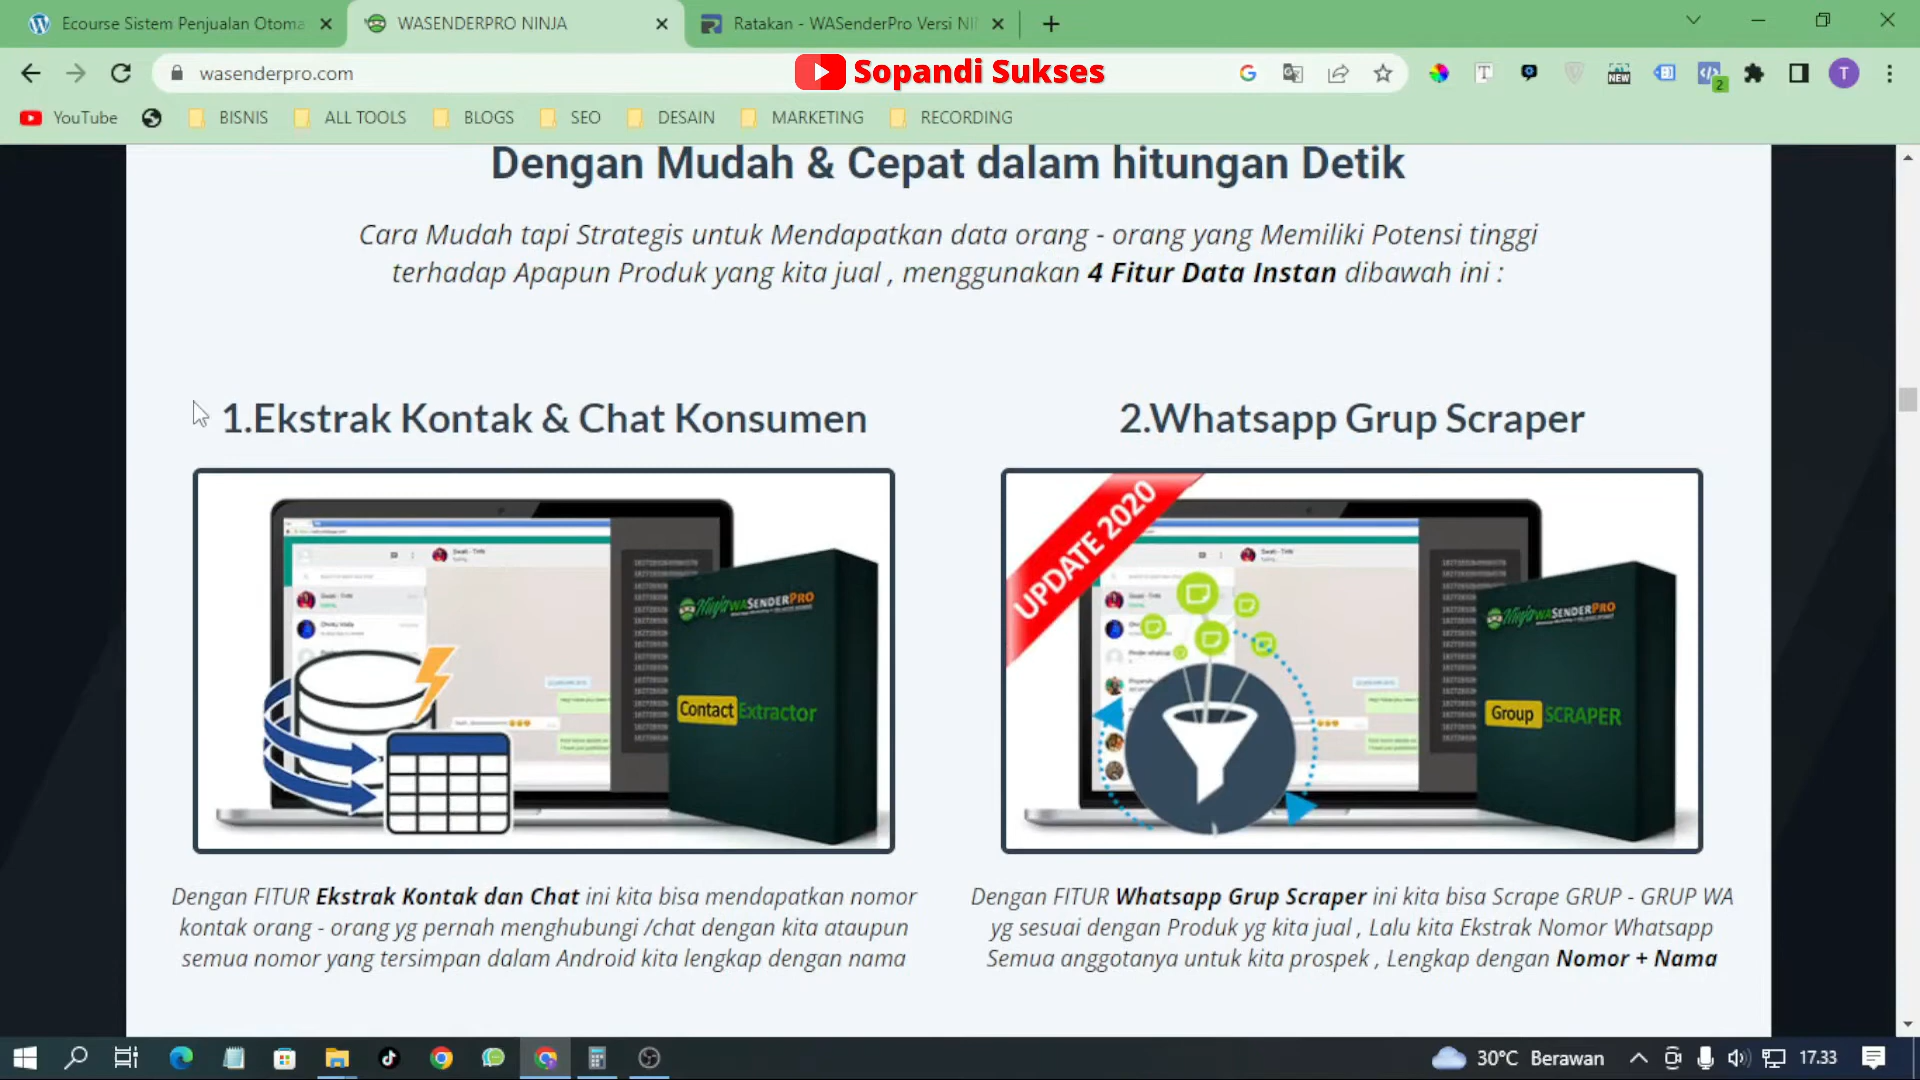 Ecourse Sistem Penjualan Otoma
WASENDERPRO NINJA
Ratakan - WASenderPro Versi NI
wasenderpro.com
Sopandi Sukses
T
NEW
2
T
YouTube
BISNIS
ALL TOOLS
BLOGS
SEO
DESAIN
MARKETING
RECORDING
Dengan Mudah & Cepat dalam hitungan Detik
Cara Mudah tapi Strategis untuk Mendapatkan data orang - orang yang Memiliki Potensi tinggi
terhadap Apapun Produk yang kita jual , menggunakan 4 Fitur Data Instan dibawah ini :
1.Ekstrak Kontak & Chat Konsumen
NinjaWASENDERPRO
Contact Extractor
Dengan FITUR Ekstrak Kontak dan Chat ini kita bisa mendapatkan nomor
kontak orang - orang yg pernah menghubungi /chat dengan kita ataupun
semua nomor yang tersimpan dalam Android kita lengkap dengan nama
2.Whatsapp Grup Scraper
UPDATE 2020
NinjaWASENDERPRO
Group SCRAPER
Dengan FITUR Whatsapp Grup Scraper ini kita bisa Scrape GRUP - GRUP WA
yg sesuai dengan Produk yg kita jual , Lalu kita Ekstrak Nomor Whatsapp
Semua anggotanya untuk kita prospek , Lengkap dengan Nomor + Nama
30°C Berawan
17.33